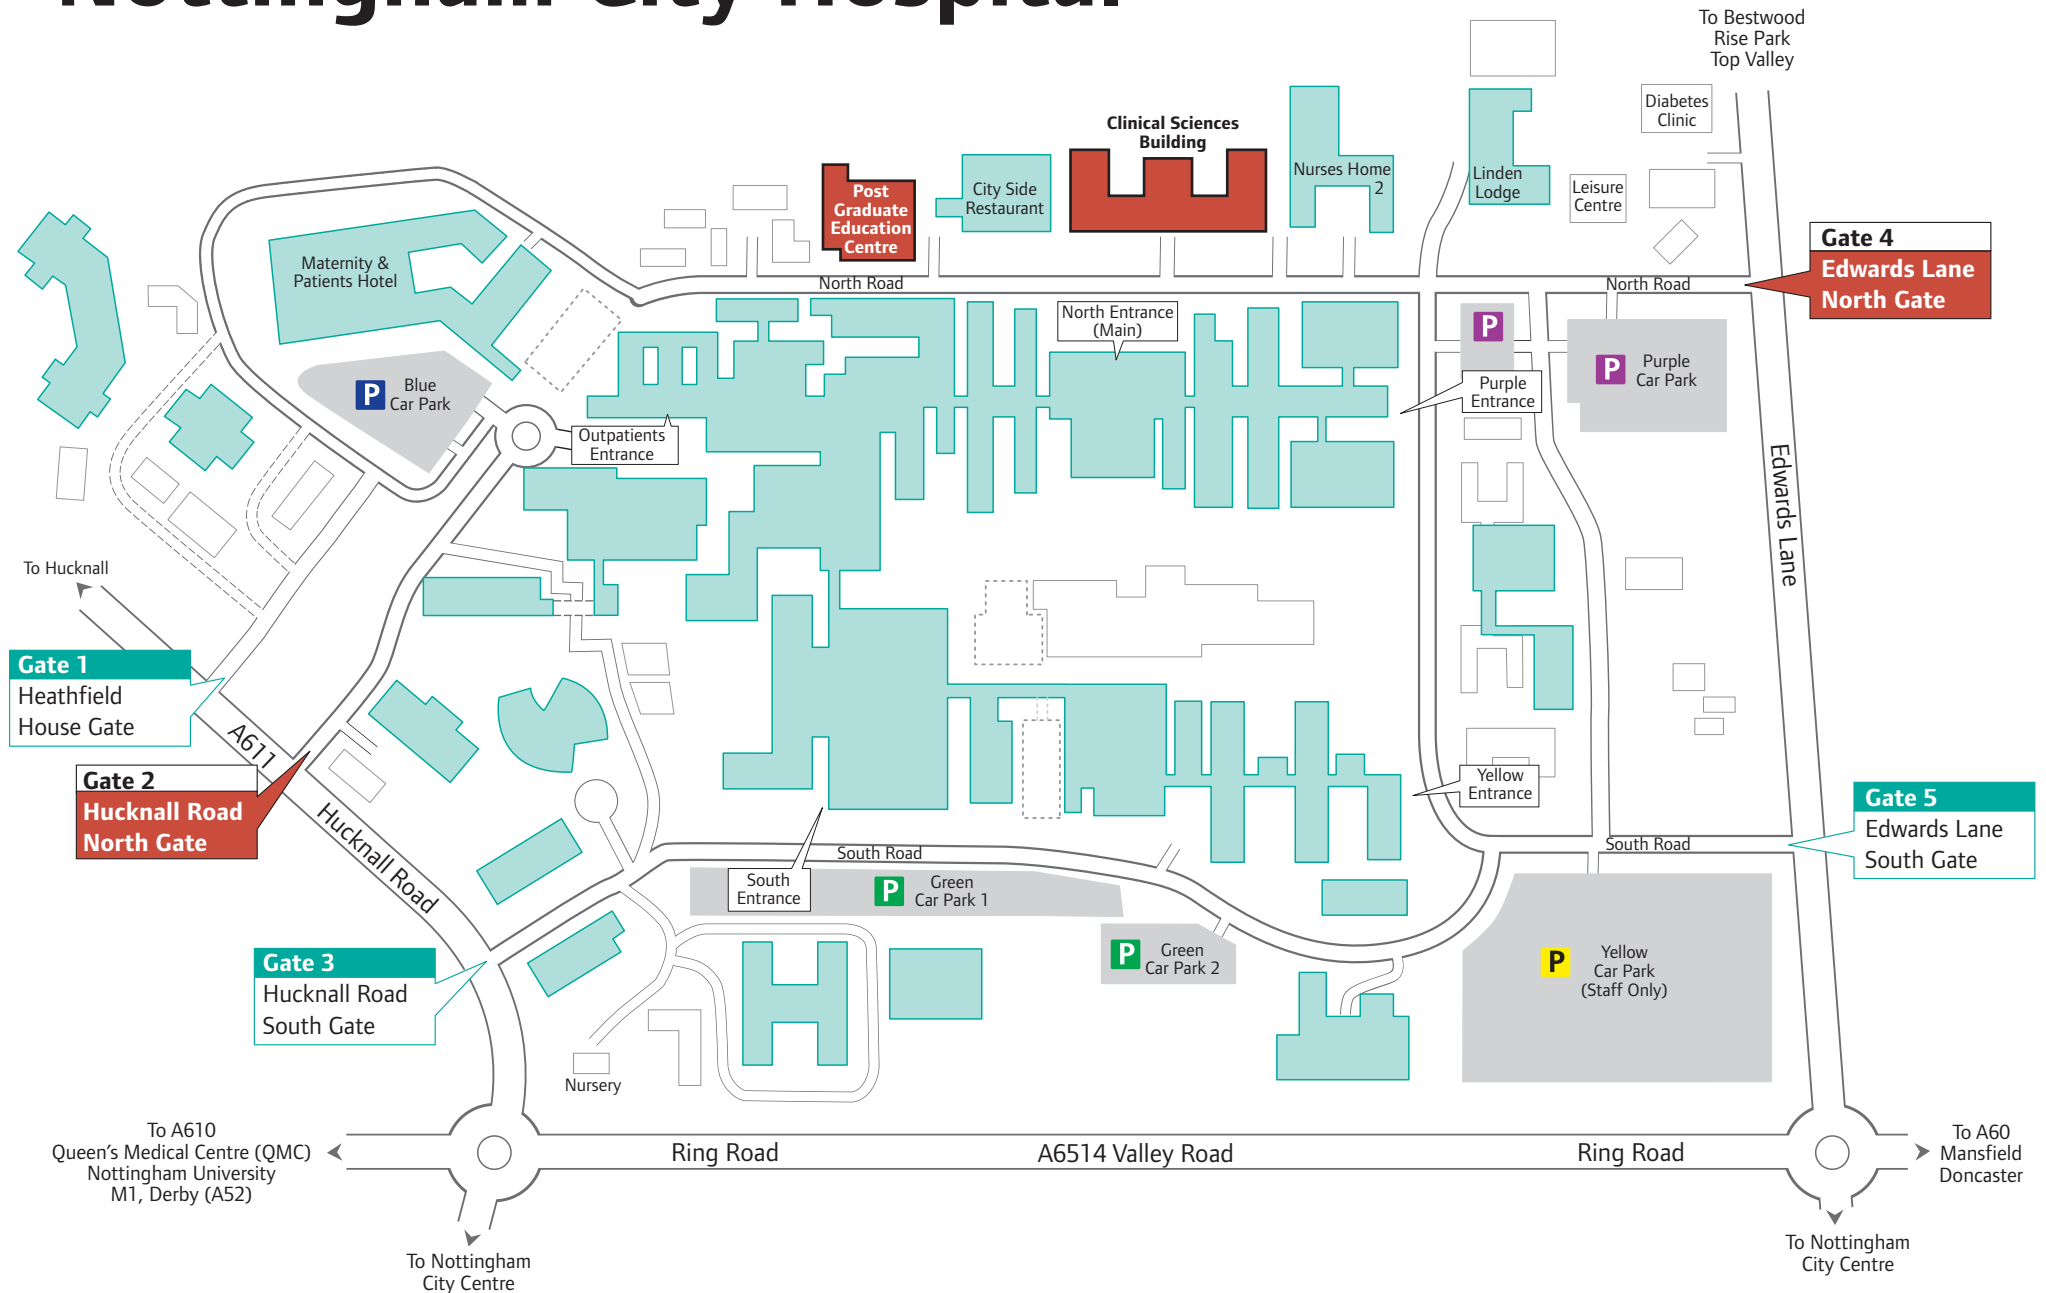 Nottingham City Hospital
To Bestwood
Rise Park
Top Valley
Diabetes
Clinic
Clinical Sciences
Building
Nurses Home
2
Linden
Lodge
Leisure
Centre
Post
Graduate
Education
Centre
City Side
Restaurant
Gate 4
Edwards Lane
North Gate
Maternity &
Patients Hotel
North Road
North Road
North Entrance
(Main)
P
P
Purple
Car Park
P
Blue
Car Park
Purple
Entrance
Outpatients
Entrance
Edwards Lane
To Hucknall
Gate 1
Heathfield
House Gate
A611
Gate 2
Hucknall Road
North Gate
Hucknall Road
Yellow
Entrance
Gate 5
Edwards Lane
South Gate
South Road
South Road
South
Entrance
P
Green
Car Park 1
P
Green
Car Park 2
P
Yellow
Car Park
(Staff Only)
Gate 3
Hucknall Road
South Gate
Nursery
To A610
Queen's Medical Centre (QMC)
Nottingham University
M1, Derby (A52)
Ring Road
A6514 Valley Road
Ring Road
To A60
Mansfield
Doncaster
To Nottingham
City Centre
To Nottingham
City Centre